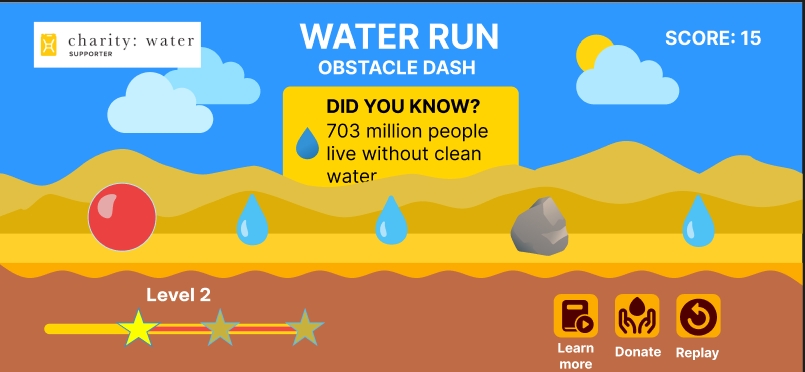 charity: water
SUPPORTER
WATER RUN
OBSTACLE DASH
SCORE: 15
DID YOU KNOW?
703 million people
live without clean
water
Level 2
Learn
more
Donate
Replay